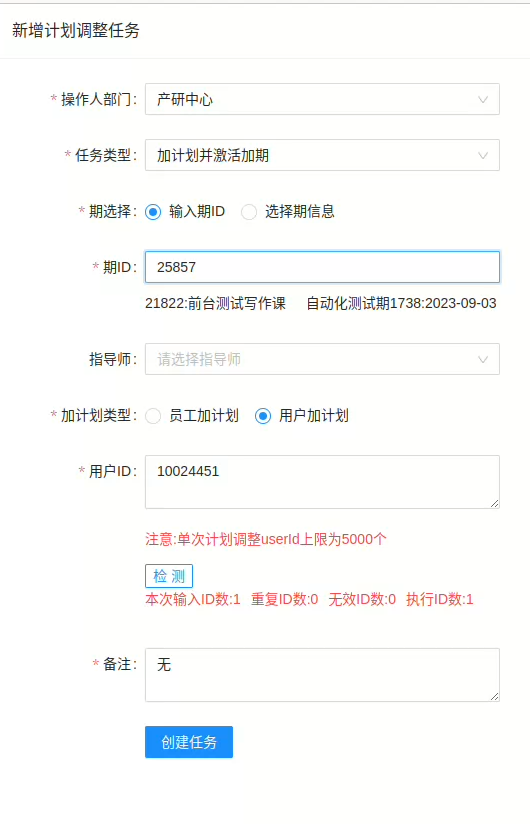 新增计划调整任务
* 操作人部门: 产研中心
* 任务类型: 加计划并激活加期
* 期选择: 输入期ID 选择期信息
* 期ID: 25857
21822:前台测试写作课 自动化测试期1738:2023-09-03
指导师: 请选择指导师
* 加计划类型: 员工加计划 用户加计划
* 用户ID: 10024451
注意:单次计划调整userId上限为5000个
检 测
本次输入ID数:1 重复ID数:0 无效ID数:0 执行ID数:1
* 备注: 无
创建任务